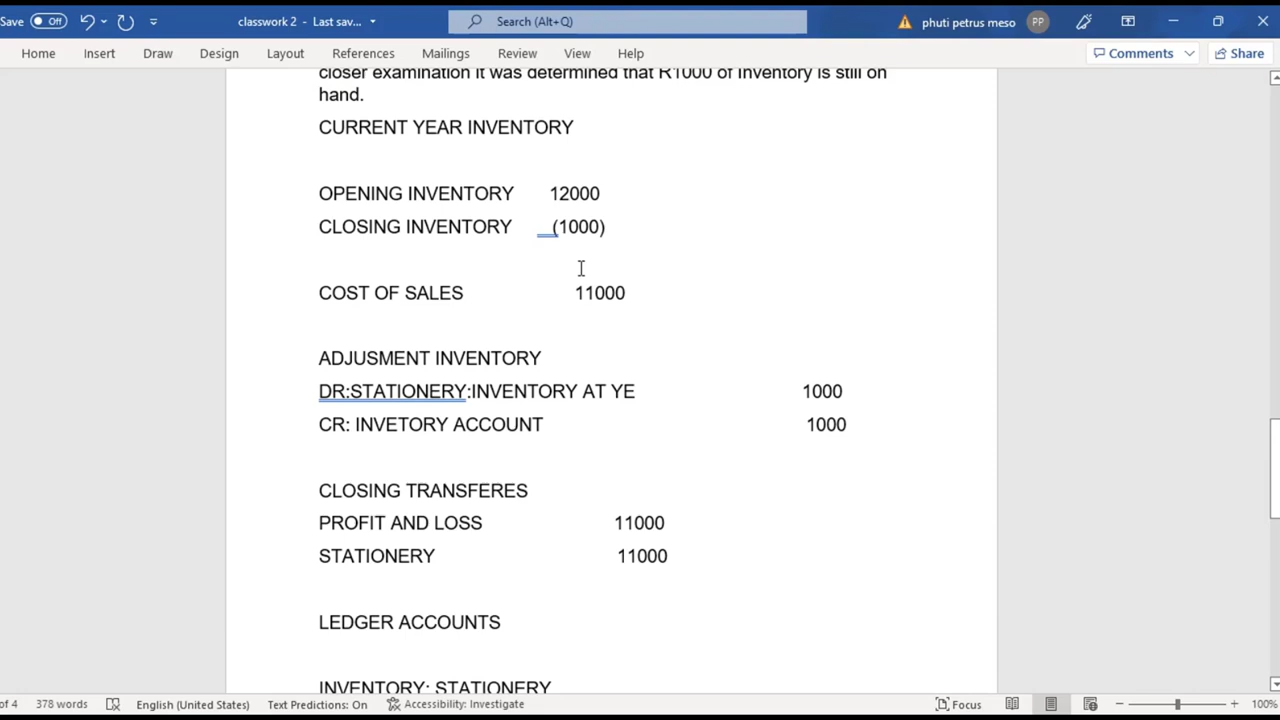 Save Off classwork 2 - Last sav... Search (Alt+Q) phuti petrus meso PP
Home Insert Draw Design Layout References Mailings Review View Help Comments Share
closer examination it was determined that R1000 of inventory is still on
hand.
CURRENT YEAR INVENTORY
OPENING INVENTORY 12000
CLOSING INVENTORY __(1000)
COST OF SALES 11000
ADJUSMENT INVENTORY
DR:STATIONERY:INVENTORY AT YE 1000
CR: INVETORY ACCOUNT 1000
CLOSING TRANSFERES
PROFIT AND LOSS 11000
STATIONERY 11000
LEDGER ACCOUNTS
INVENTORY: STATIONERY
of 4 378 words English (United States) Text Predictions: On Accessibility: Investigate Focus 100%